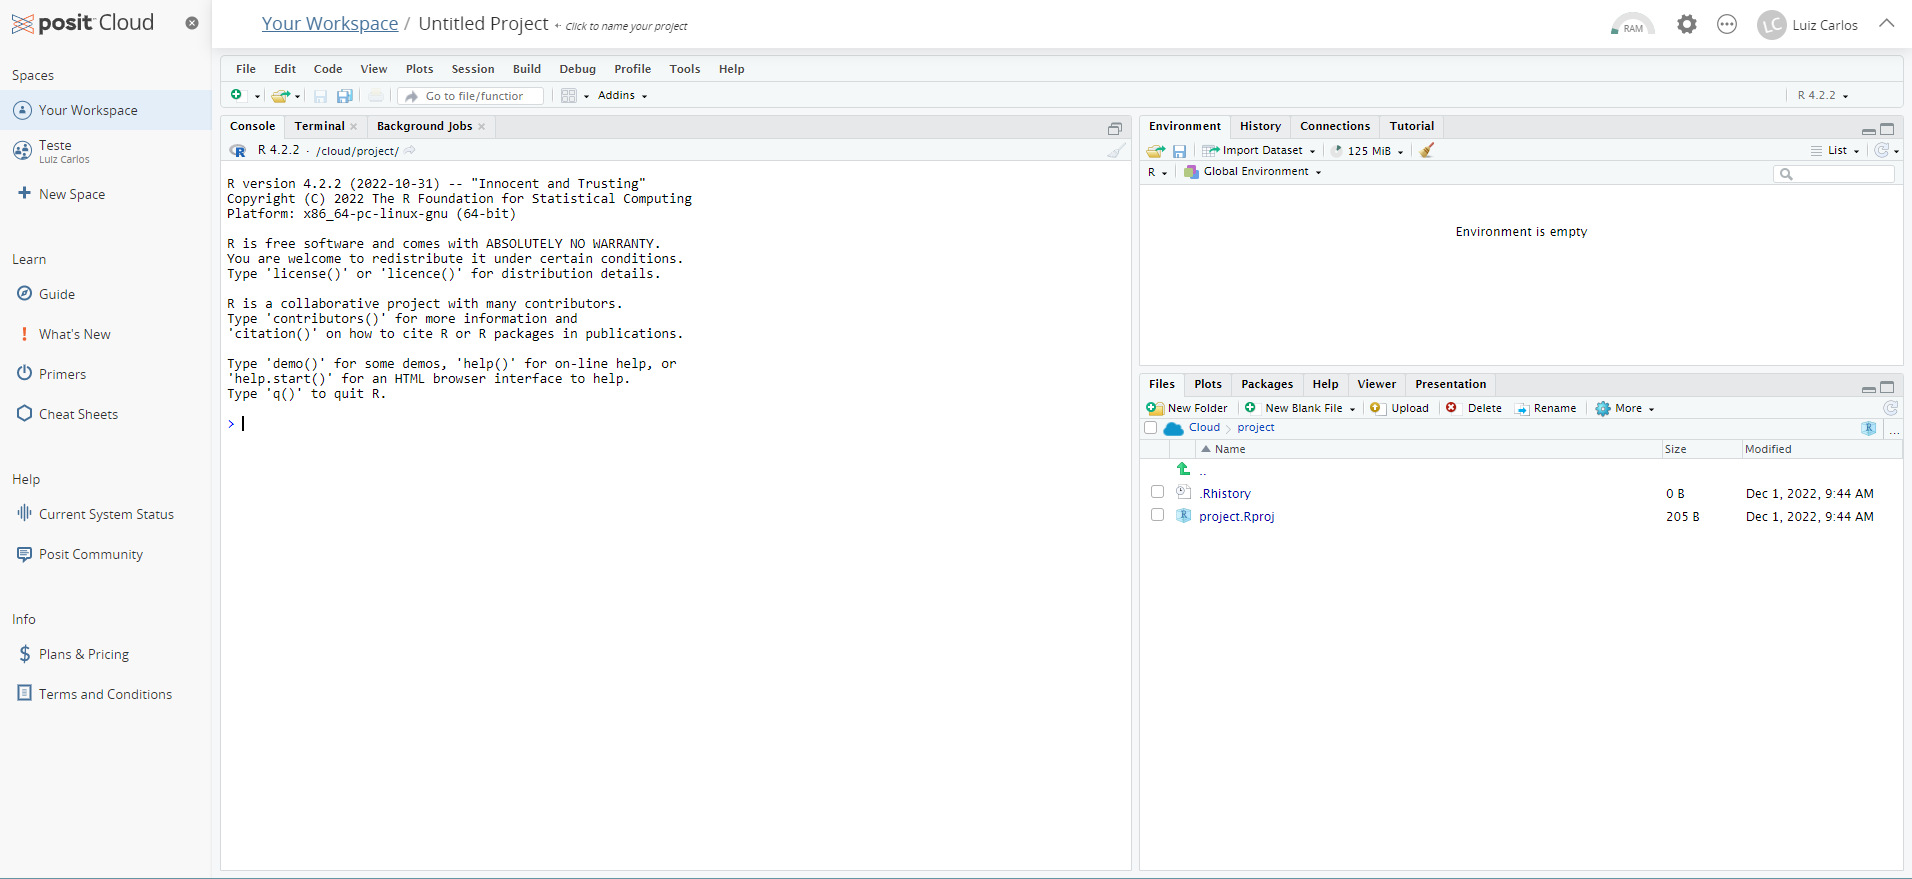 posit Cloud
Your Workspace / Untitled Project ← Click to name your project
RAM
LC Luiz Carlos
Spaces
Your Workspace
Teste
Luiz Carlos
New Space
Learn
Guide
What's New
Primers
Cheat Sheets
Help
Current System Status
Posit Community
Info
Plans & Pricing
Terms and Conditions
File Edit Code View Plots Session Build Debug Profile Tools Help
Go to file/function Addins R 4.2.2
Console Terminal Background Jobs
R 4.2.2 · /cloud/project/
R version 4.2.2 (2022-10-31) -- "Innocent and Trusting"
Copyright (C) 2022 The R Foundation for Statistical Computing
Platform: x86_64-pc-linux-gnu (64-bit)
R is free software and comes with ABSOLUTELY NO WARRANTY.
You are welcome to redistribute it under certain conditions.
Type 'license()' or 'licence()' for distribution details.
R is a collaborative project with many contributors.
Type 'contributors()' for more information and
'citation()' on how to cite R or R packages in publications.
Type 'demo()' for some demos, 'help()' for on-line help, or
'help.start()' for an HTML browser interface to help.
Type 'q()' to quit R.
>
Environment History Connections Tutorial
Import Dataset 125 MiB List
R Global Environment
Environment is empty
Files Plots Packages Help Viewer Presentation
New Folder New Blank File Upload Delete Rename More
Cloud project R ...
Name Size Modified
..
.Rhistory 0 B Dec 1, 2022, 9:44 AM
project.Rproj 205 B Dec 1, 2022, 9:44 AM